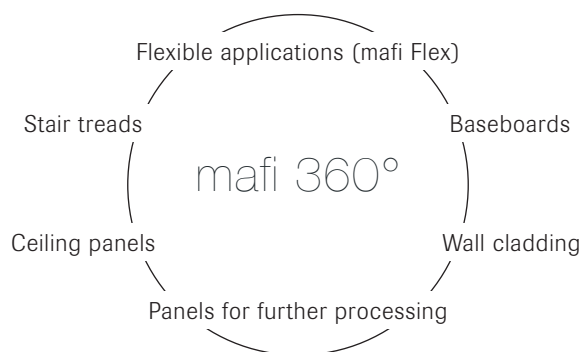 Flexible applications (mafi Flex)
Stair treads
Baseboards
mafi 360°
Ceiling panels
Wall cladding
Panels for further processing